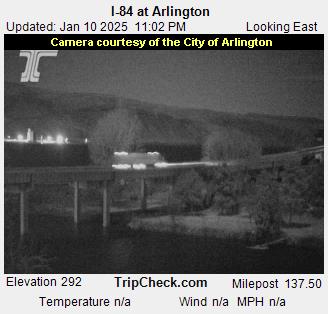 I-84 at Arlington
Updated: Jan 10 2025 11:02 PM Looking East
Camera courtesy of the City of Arlington
Elevation 292 TripCheck.com Milepost 137.50
Temperature n/a Wind n/a MPH n/a